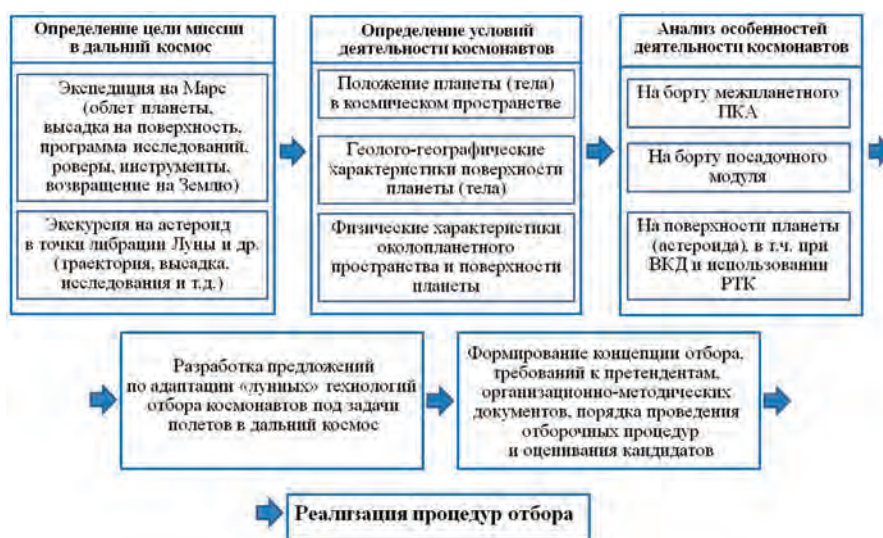 Определение цели миссии
в дальний космос
Экспедиция на Марс
(облет планеты,
высадка на поверхность,
программа исследований,
роверы, инструменты,
возвращение на Землю)
Экскурсия на астероид
в точки либрации Луны и др.
(траектория, высадка,
исследования и т.д.)
Определение условий
деятельности космонавтов
Положение планеты (тела)
в космическом пространстве
Геолого-географические
характеристики поверхности
планеты (тела)
Физические характеристики
околопланетного
пространства и поверхности
планеты
Анализ особенностей
деятельности космонавтов
На борту межпланетного
ПКА
На борту посадочного
модуля
На поверхности планеты
(астероида), в т.ч. при
ВКД и использовании
РТК
Разработка предложений
по адаптации «лунных» технологий
отбора космонавтов под задачи
полетов в дальний космос
Формирование концепции отбора,
требований к претендентам,
организационно-методических
документов, порядка проведения
отборочных процедур
и оценивания кандидатов
Реализация процедур отбора